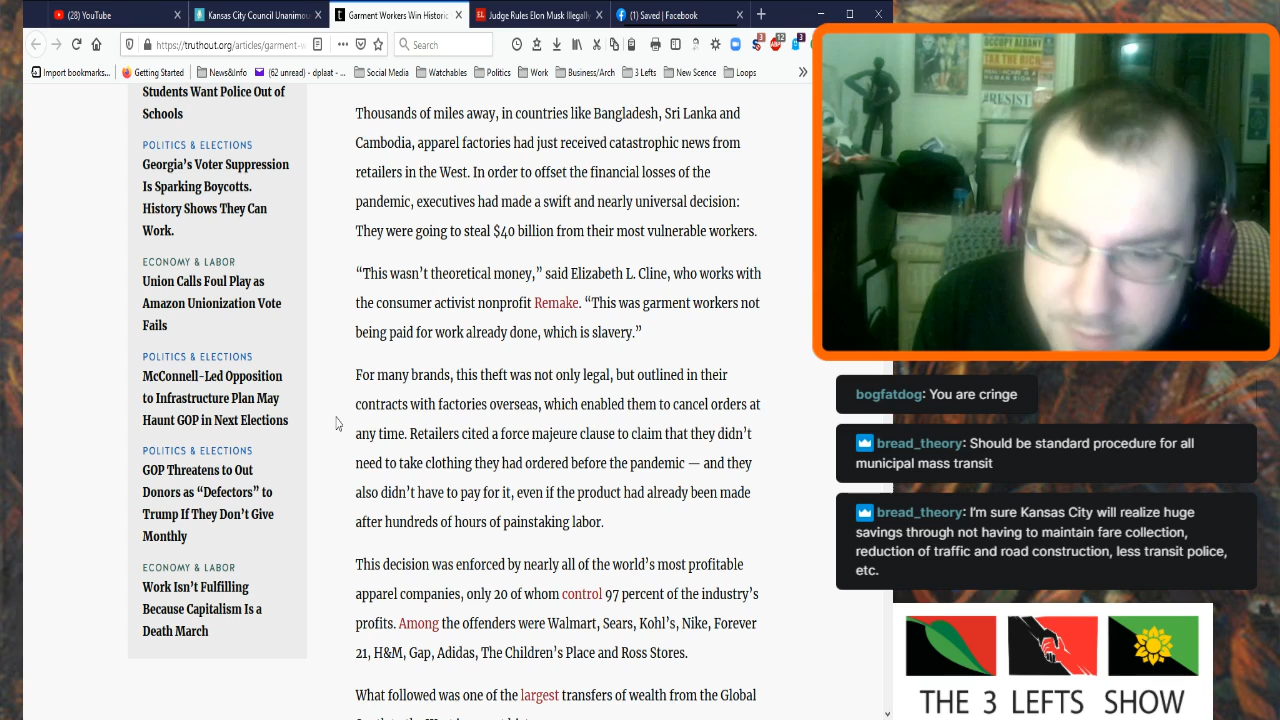 (28) YouTube
Kansas City Council Unanimou
Garment Workers Win Historic
Judge Rules Elon Musk Illegally
(1) Saved | Facebook
https://truthout.org/articles/garment-w
Search
Import bookmarks...
Getting Started
News&Info
(62 unread) - dplaat - ...
Social Media
Watchables
Politics
Work
Business/Arch
3 Lefts
New Scence
Loops
Students Want Police Out of
Schools
POLITICS & ELECTIONS
Georgia's Voter Suppression
Is Sparking Boycotts.
History Shows They Can
Work.
ECONOMY & LABOR
Union Calls Foul Play as
Amazon Unionization Vote
Fails
POLITICS & ELECTIONS
McConnell-Led Opposition
to Infrastructure Plan May
Haunt GOP in Next Elections
POLITICS & ELECTIONS
GOP Threatens to Out
Donors as “Defectors” to
Trump If They Don't Give
Monthly
ECONOMY & LABOR
Work Isn't Fulfilling
Because Capitalism Is a
Death March
Thousands of miles away, in countries like Bangladesh, Sri Lanka and
Cambodia, apparel factories had just received catastrophic news from
retailers in the West. In order to offset the financial losses of the
pandemic, executives had made a swift and nearly universal decision:
They were going to steal $40 billion from their most vulnerable workers.
“This wasn't theoretical money,” said Elizabeth L. Cline, who works with
the consumer activist nonprofit Remake. “This was garment workers not
being paid for work already done, which is slavery.”
For many brands, this theft was not only legal, but outlined in their
contracts with factories overseas, which enabled them to cancel orders at
any time. Retailers cited a force majeure clause to claim that they didn't
need to take clothing they had ordered before the pandemic — and they
also didn't have to pay for it, even if the product had already been made
after hundreds of hours of painstaking labor.
This decision was enforced by nearly all of the world's most profitable
apparel companies, only 20 of whom control 97 percent of the industry's
profits. Among the offenders were Walmart, Sears, Kohl's, Nike, Forever
21, H&M, Gap, Adidas, The Children's Place and Ross Stores.
What followed was one of the largest transfers of wealth from the Global
OCCUPY ALBANY
TAX THE RICH
HUMAN RIGHT
#RESIST
bogfatdog: You are cringe
bread_theory: Should be standard procedure for all
municipal mass transit
bread_theory: I'm sure Kansas City will realize huge
savings through not having to maintain fare collection,
reduction of traffic and road construction, less transit police,
etc.
THE 3 LEFTS SHOW